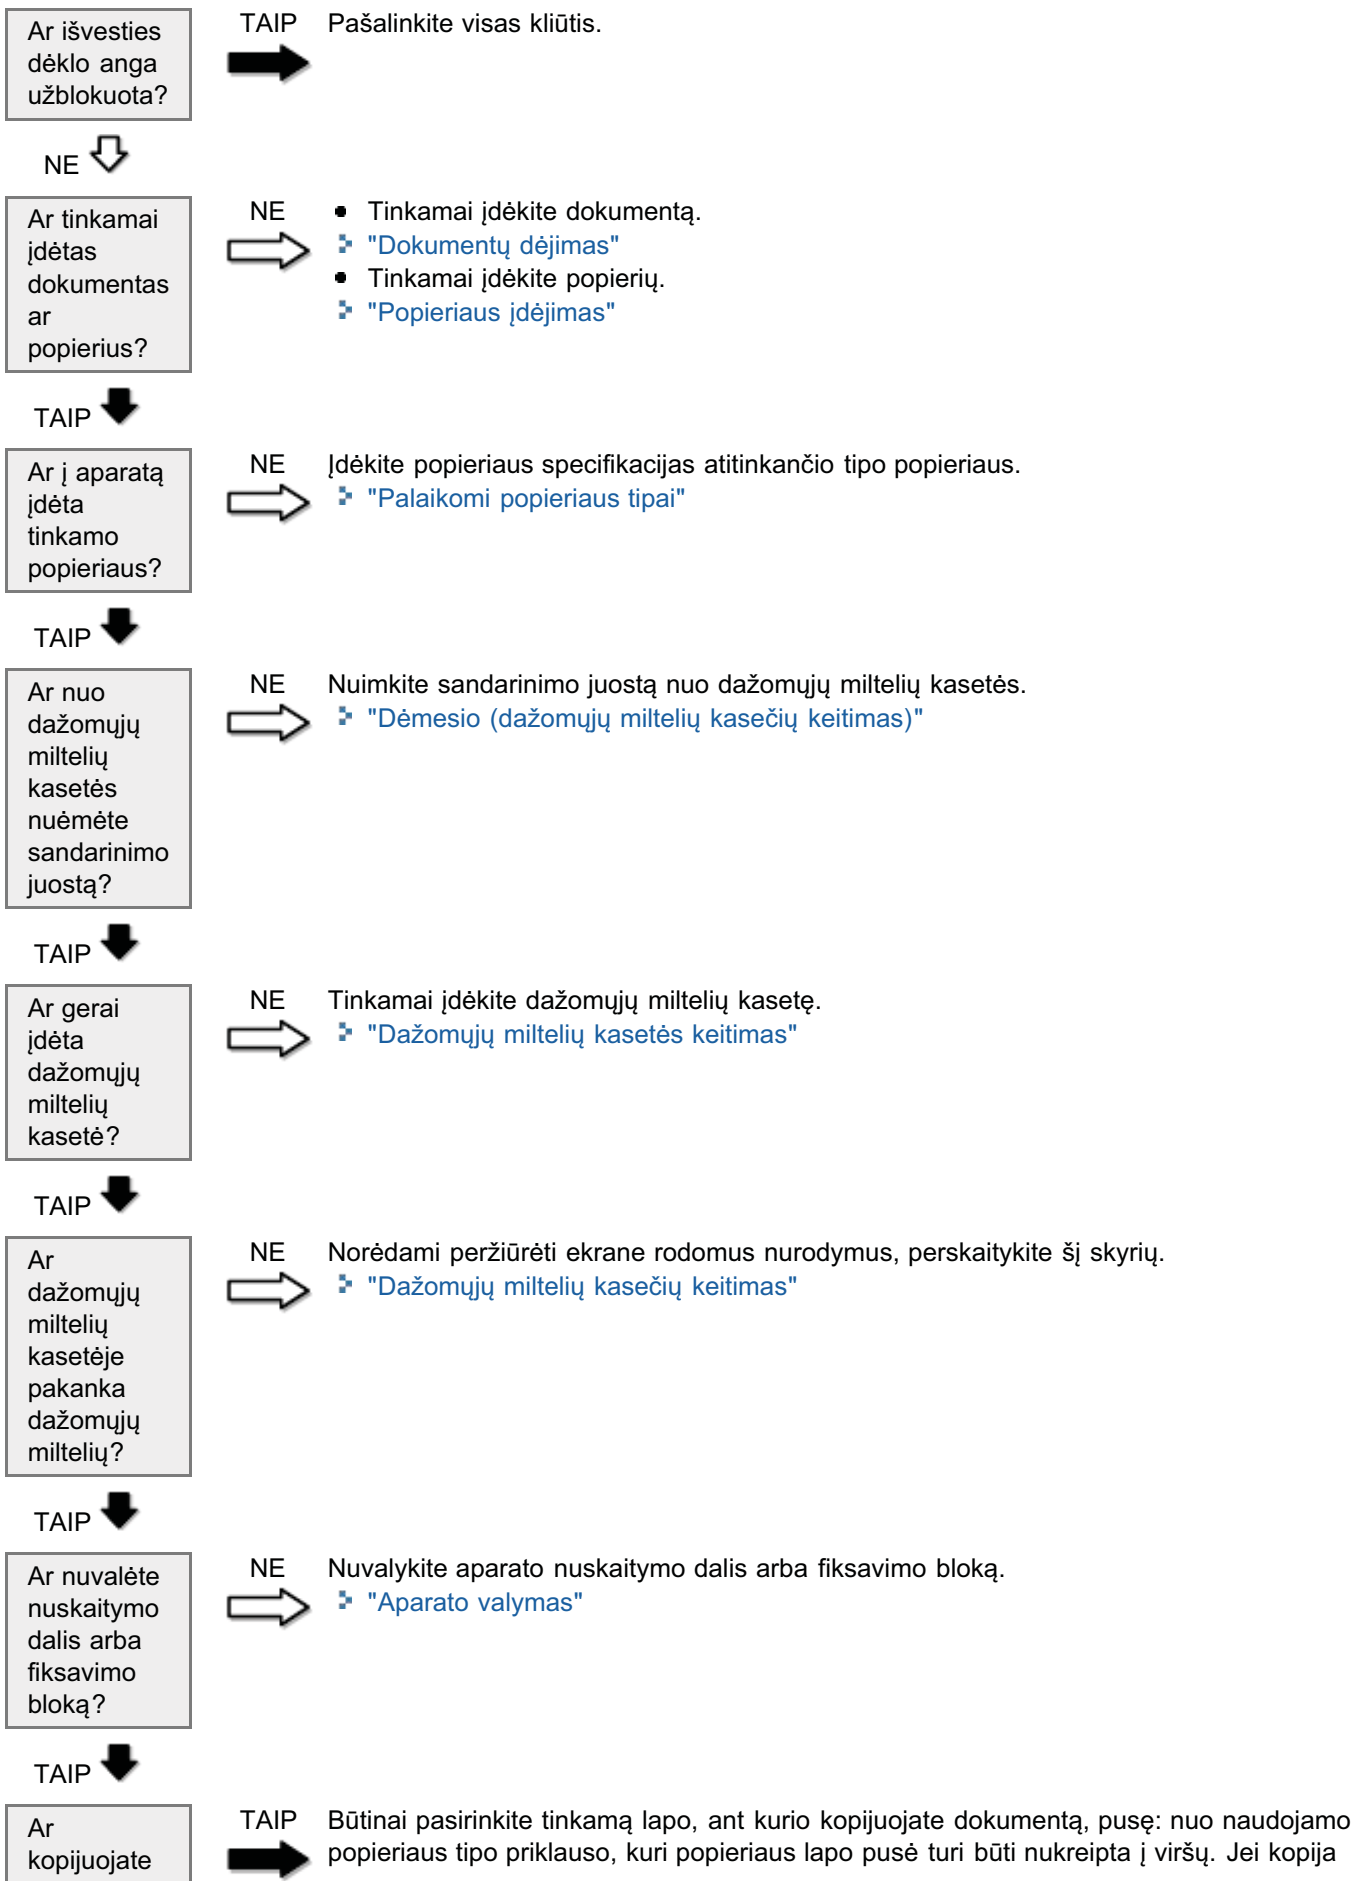 Ar išvesties
dėklo anga
užblokuota?
TAIP
Pašalinkite visas kliūtis.
NE
Ar tinkamai
įdėtas
dokumentas
ar
popierius?
NE
Tinkamai įdėkite dokumentą.
"Dokumentų dėjimas"
Tinkamai įdėkite popierių.
"Popieriaus įdėjimas"
TAIP
Ar į aparatą
įdėta
tinkamo
popieriaus?
NE
Įdėkite popieriaus specifikacijas atitinkančio tipo popieriaus.
"Palaikomi popieriaus tipai"
TAIP
Ar nuo
dažomųjų
miltelių
kasetės
nuėmėte
sandarinimo
juostą?
NE
Nuimkite sandarinimo juostą nuo dažomųjų miltelių kasetės.
"Dėmesio (dažomųjų miltelių kasečių keitimas)"
TAIP
Ar gerai
įdėta
dažomųjų
miltelių
kasetė?
NE
Tinkamai įdėkite dažomųjų miltelių kasetę.
"Dažomųjų miltelių kasetės keitimas"
TAIP
Ar
dažomųjų
miltelių
kasetėje
pakanka
dažomųjų
miltelių?
NE
Norėdami peržiūrėti ekrane rodomus nurodymus, perskaitykite šį skyrių.
"Dažomųjų miltelių kasečių keitimas"
TAIP
Ar nuvalėte
nuskaitymo
dalis arba
fiksavimo
bloką?
NE
Nuvalykite aparato nuskaitymo dalis arba fiksavimo bloką.
"Aparato valymas"
TAIP
Ar
kopijuojate
TAIP
Būtinai pasirinkite tinkamą lapo, ant kurio kopijuojate dokumentą, pusę: nuo naudojamo
popieriaus tipo priklauso, kuri popieriaus lapo pusė turi būti nukreipta į viršų. Jei kopija